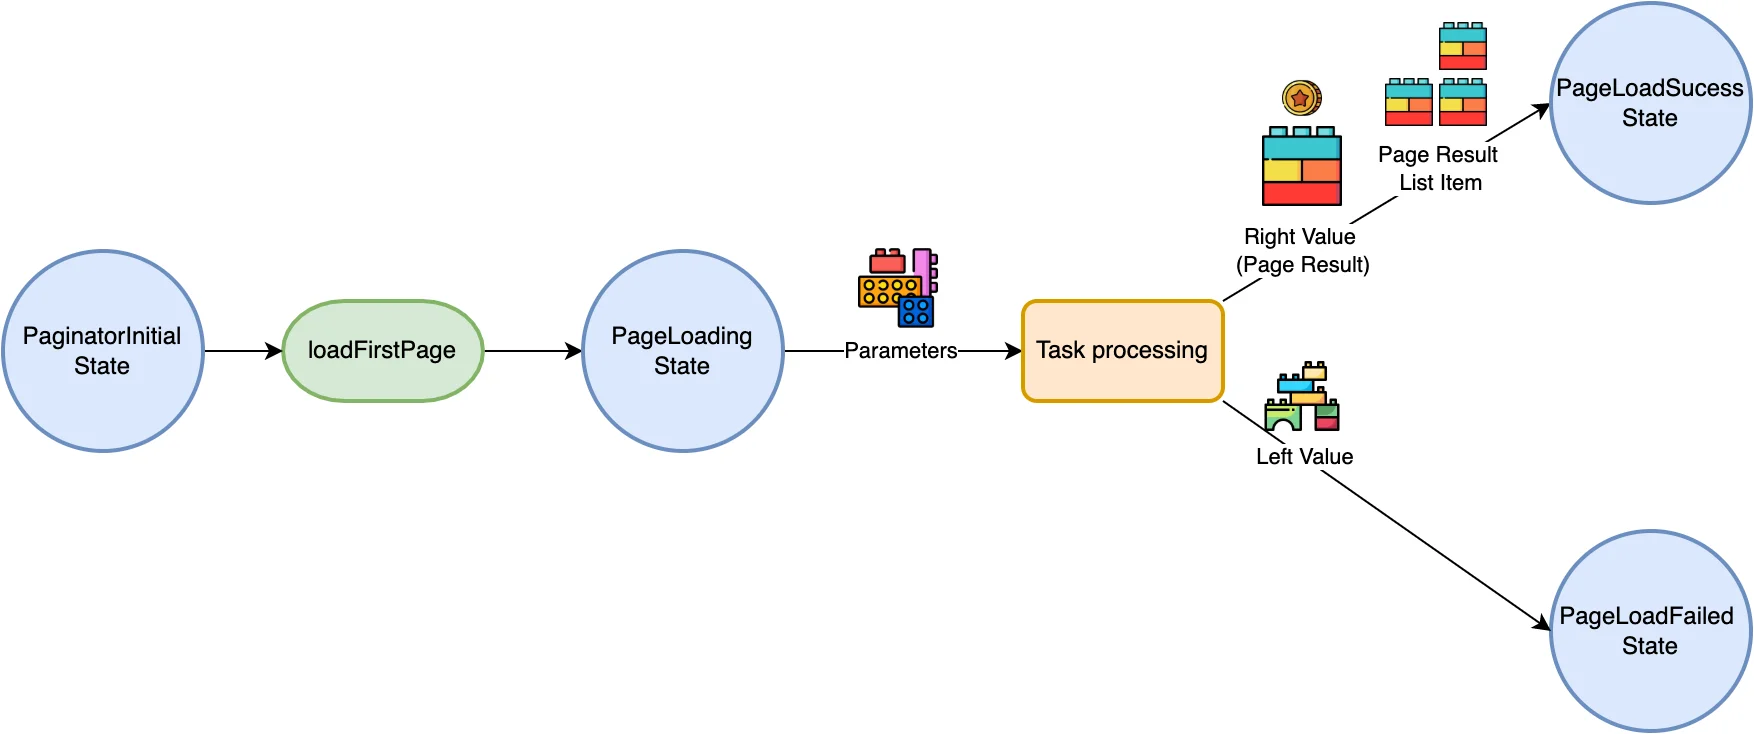 PaginatorInitial
State
loadFirstPage
PageLoading
State
Parameters
Task processing
Right Value
(Page Result)
Page Result
List Item
PageLoadSucess
State
Left Value
PageLoadFailed
State